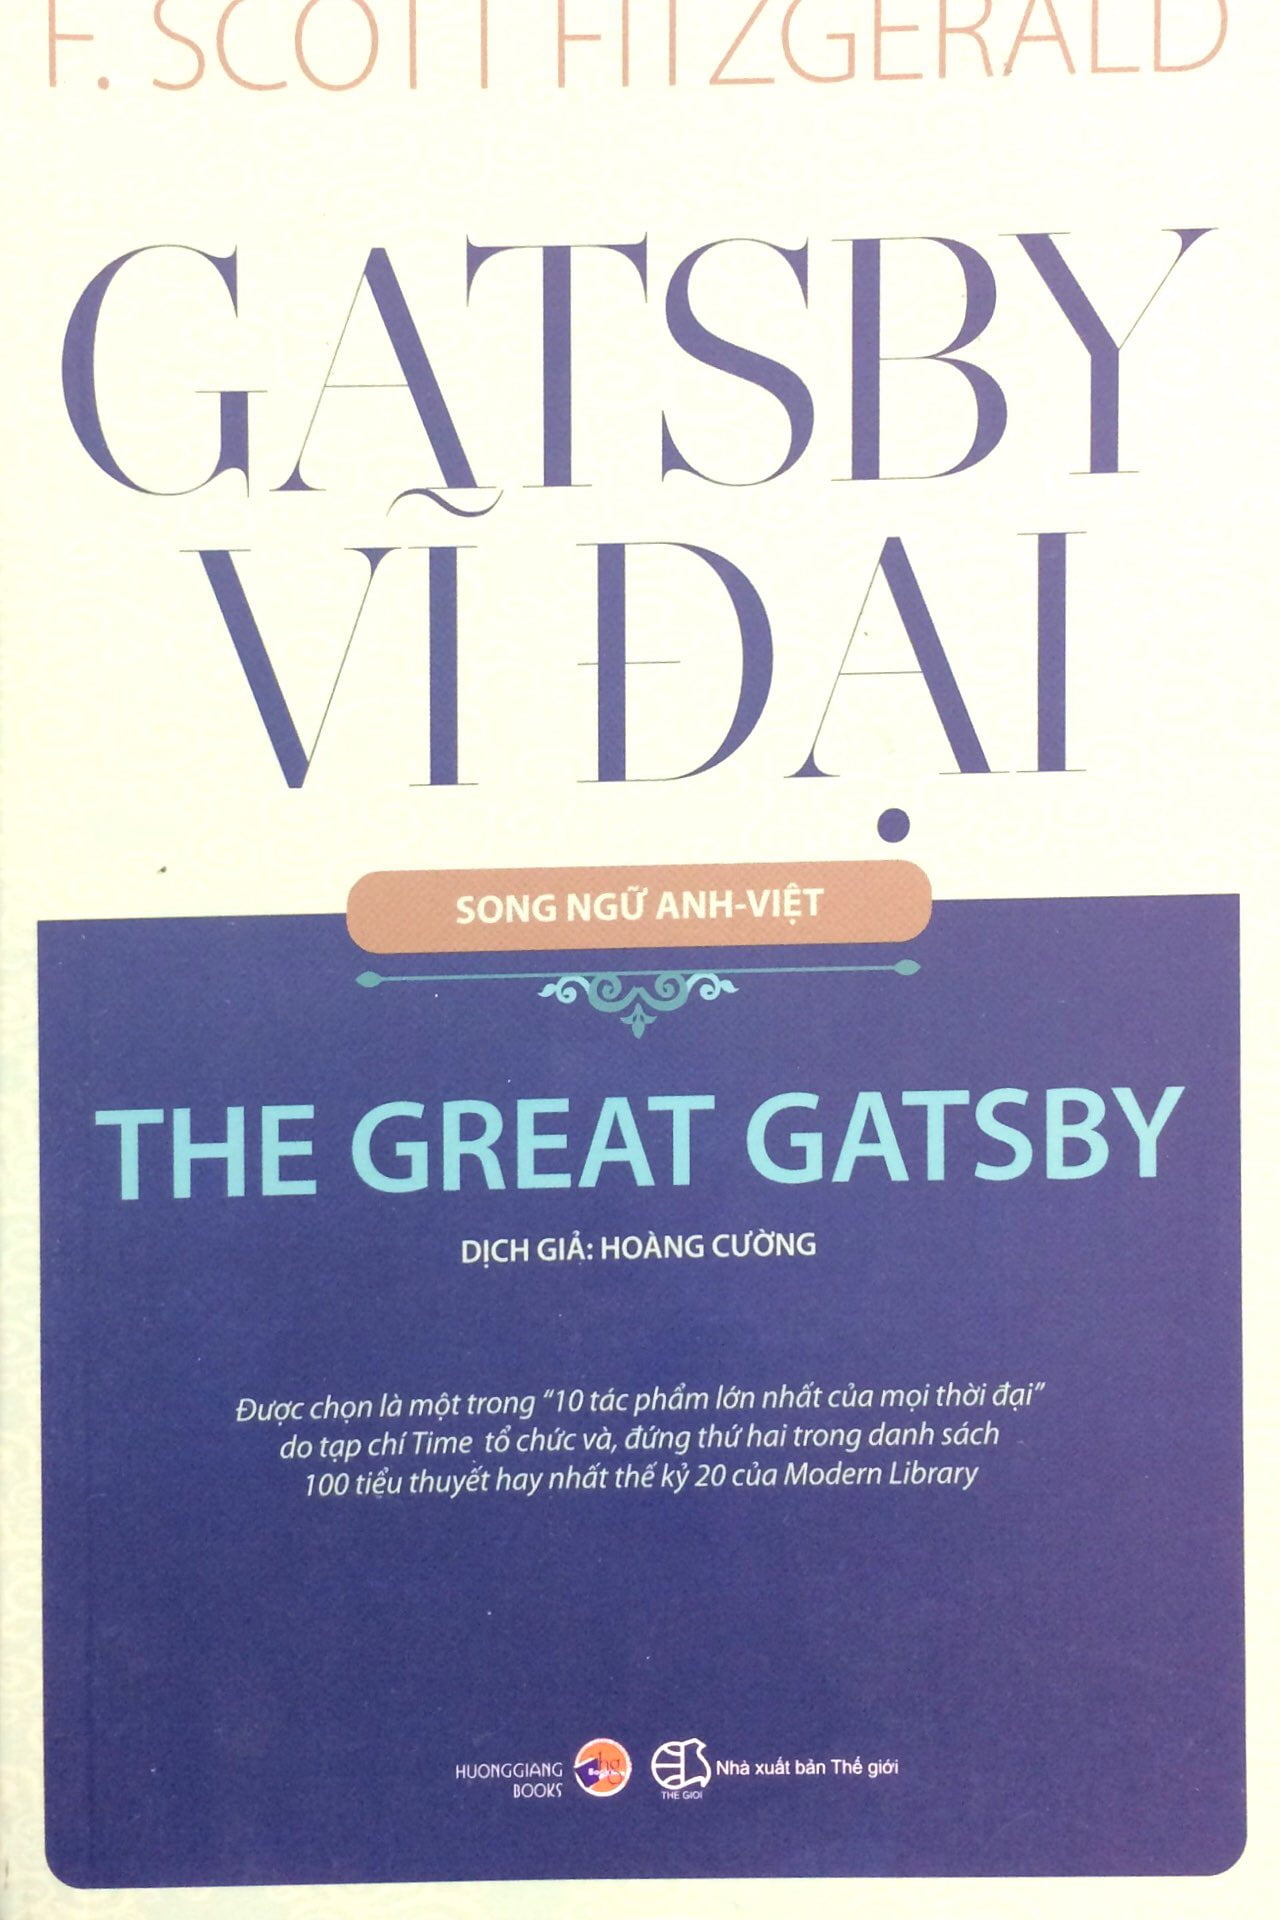 F. SCOTT FITZGERALD
GATSBY
VĨ ĐẠI
SONG NGỮ ANH-VIỆT
THE GREAT GATSBY
DỊCH GIẢ: HOÀNG CƯỜNG
Được chọn là một trong “10 tác phẩm lớn nhất của mọi thời đại”
do tạp chí Time tổ chức và, đứng thứ hai trong danh sách
100 tiểu thuyết hay nhất thế kỷ 20 của Modern Library
HUONGGIANG
BOOKS
hg
Books
THE GIOI
Nhà xuất bản Thế giới